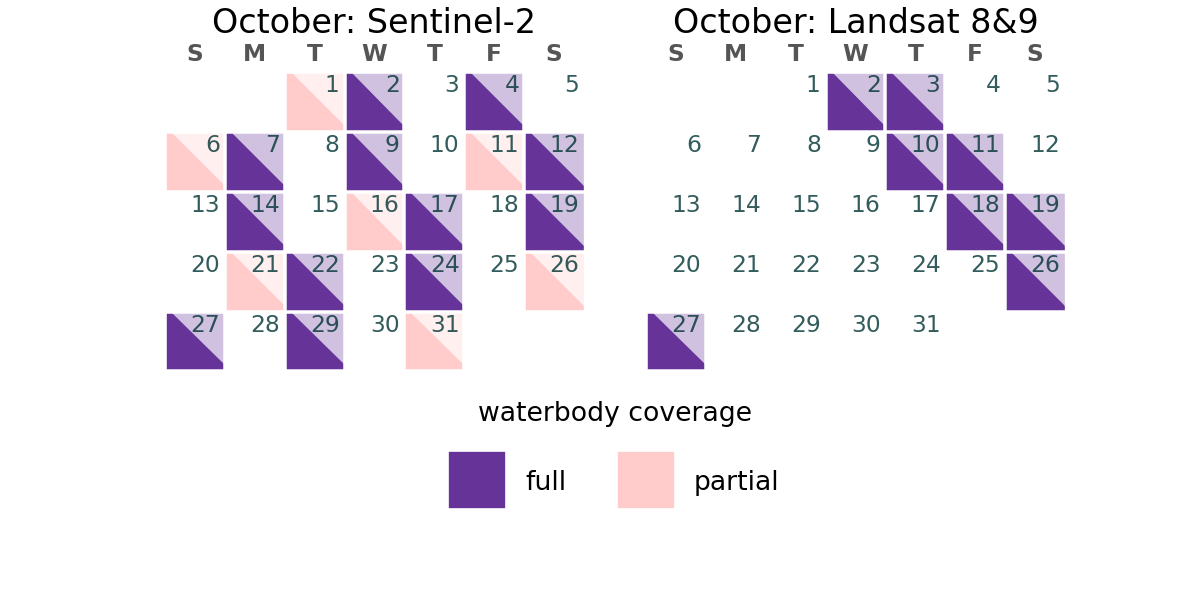 October: Sentinel-2
S M T W T F S
1 2 3 4 5
6 7 8 9 10 11 12
13 14 15 16 17 18 19
20 21 22 23 24 25 26
27 28 29 30 31
October: Landsat 8&9
S M T W T F S
1 2 3 4 5
6 7 8 9 10 11 12
13 14 15 16 17 18 19
20 21 22 23 24 25 26
27 28 29 30 31
waterbody coverage
full partial